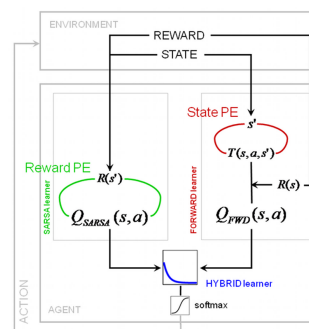 ENVIRONMENT
REWARD
STATE
State PE
s'
T(s,a,s')
Reward PE
R(s')
R(s)
SARSA learner
Q_SARSA (s,a)
FORWARD learner
Q_FWD (s,a)
HYBRID learner
softmax
ACTION
AGENT